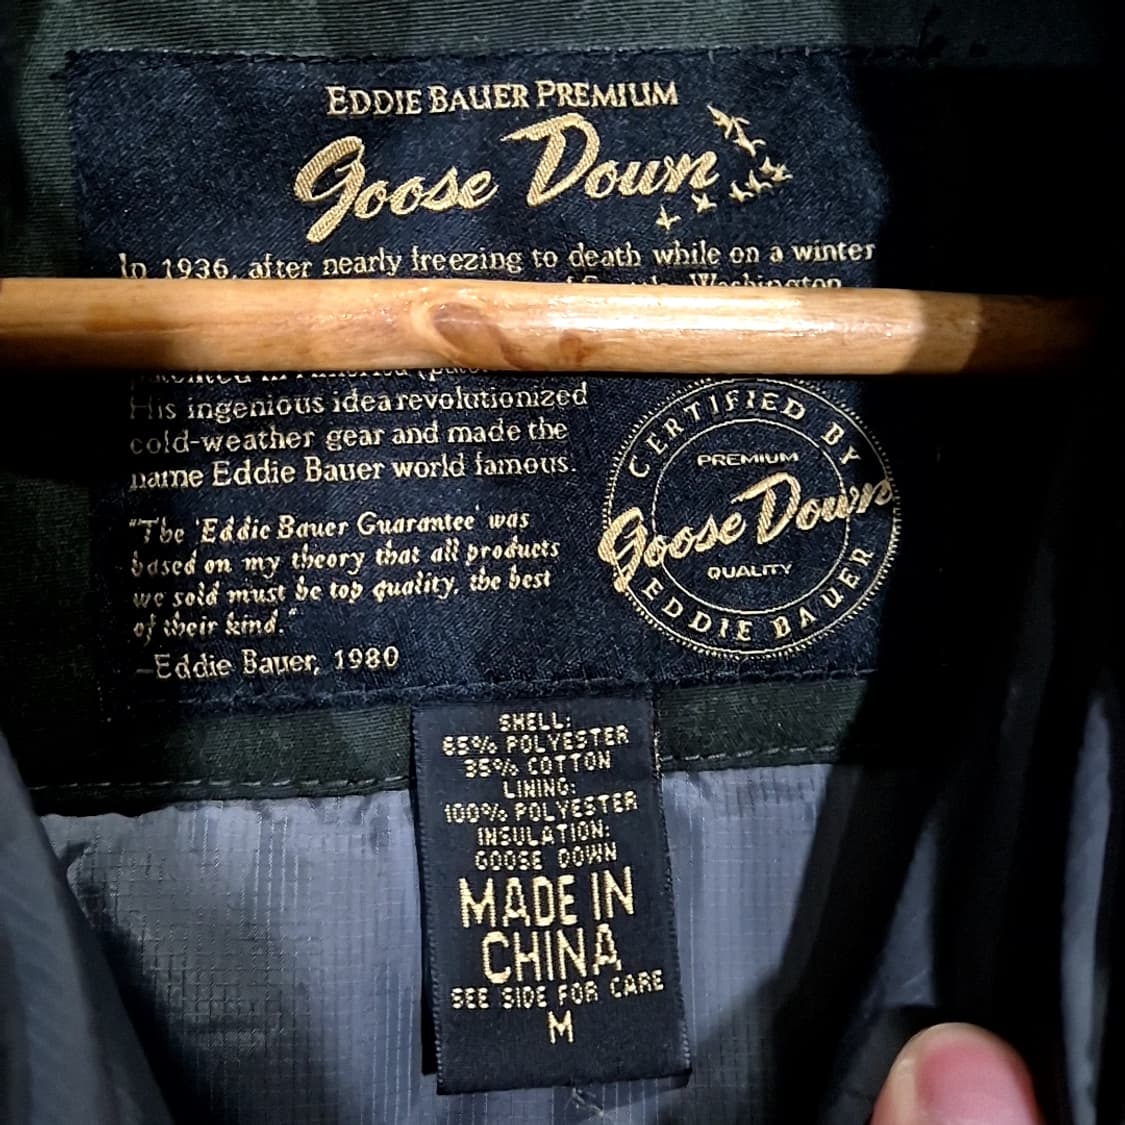 EDDIE BAUER PREMIUM
Goose Down
In 1936, after nearly freezing to death while on a winter
Washington
patented in America
His ingenious idea revolutionized
cold-weather gear and made the
name Eddie Bauer world famous.
"The 'Eddie Bauer Guarantee' was
based on my theory that all products
we sold must be top quality, the best
of their kind."
—Eddie Bauer, 1980
CERTIFIED BY
PREMIUM
Goose Down
QUALITY
EDDIE BAUER
SHELL:
65% POLYESTER
35% COTTON
LINING:
100% POLYESTER
INSULATION:
GOOSE DOWN
MADE IN
CHINA
SEE SIDE FOR CARE
M